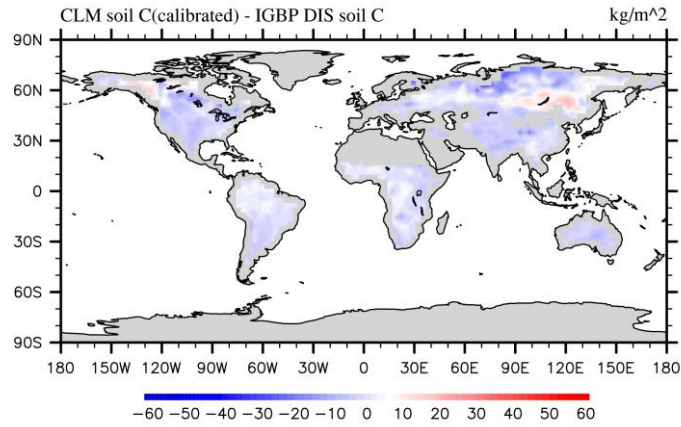 CLM soil C(calibrated) - IGBP DIS soil C kg/m^2
90N
60N
30N
0
30S
60S
90S
180 150W 120W 90W 60W 30W 0 30E 60E 90E 120E 150E 180
−60 −50 −40 −30 −20 −10 0 10 20 30 40 50 60